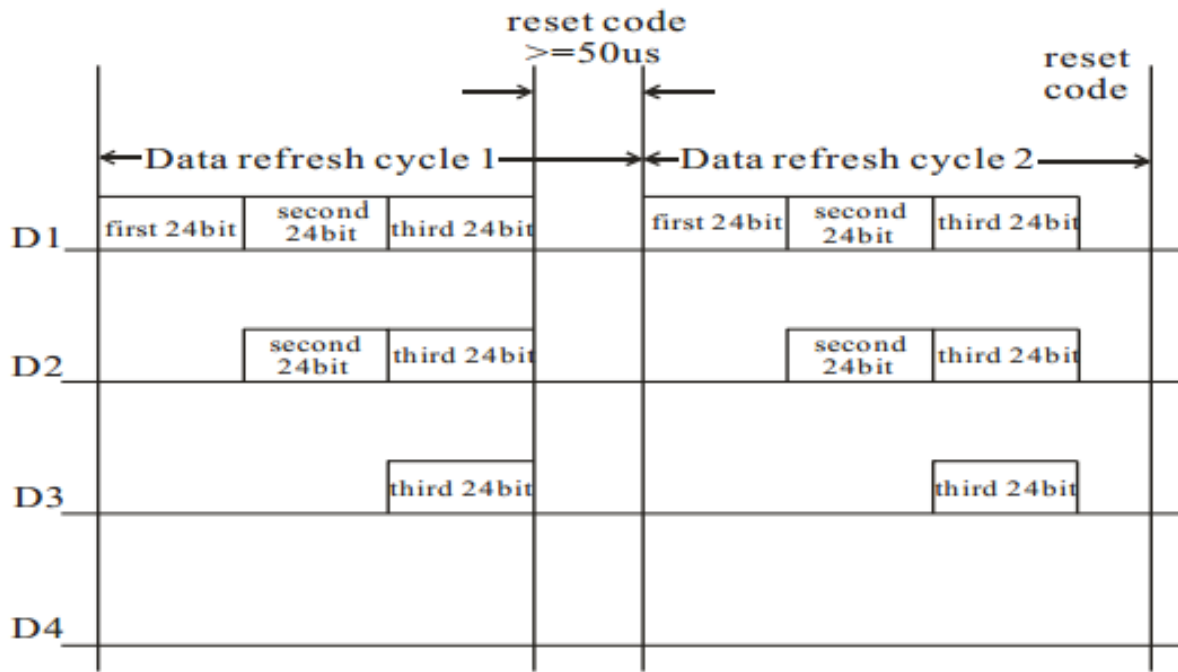 reset code
>=50us
reset
code
Data refresh cycle 1
Data refresh cycle 2
D1
first 24bit
second
24bit
third 24bit
first 24bit
second
24bit
third 24bit
D2
second
24bit
third 24bit
second
24bit
third 24bit
D3
third 24bit
third 24bit
D4